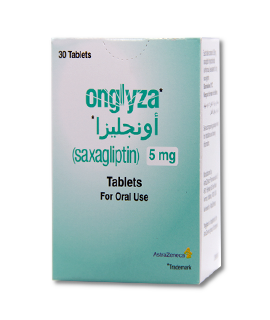 30 Tablets
onglyza*
*أونجليزا
(saxagliptin) 5 mg
Tablets
For Oral Use
AstraZeneca
*Trademark